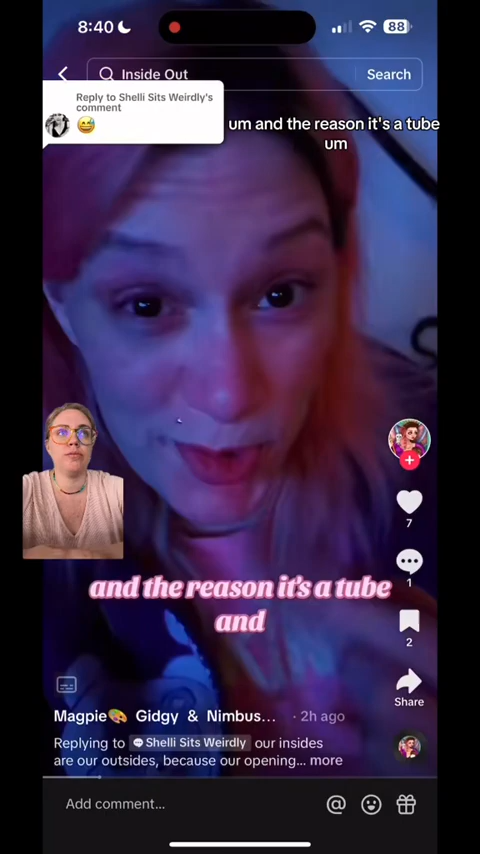 8:40
88
Inside Out
Search
Reply to Shelli Sits Weirdly's
comment
😅
um and the reason it's a tube
um
7
1
2
Share
and the reason it's a tube
and
Magpie🎨 Gidgy & Nimbus... · 2h ago
Replying to Shelli Sits Weirdly our insides
are our outsides, because our opening... more
Add comment...